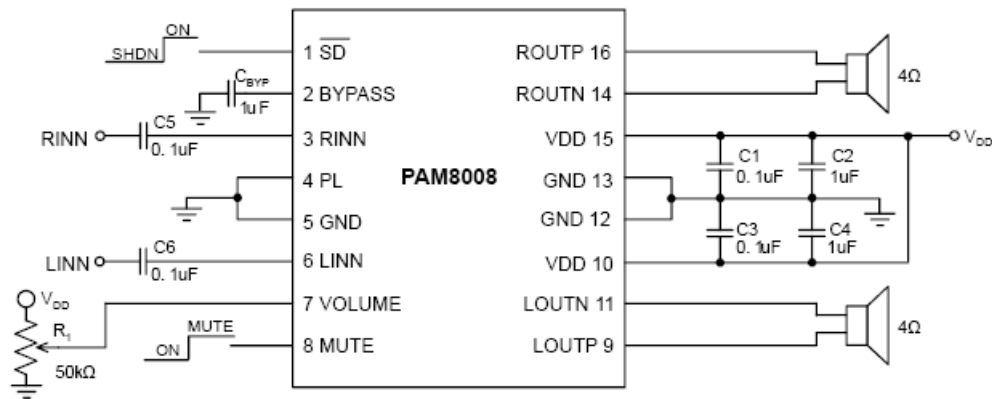 ON
SHDN
1 SD
C_BYP
1uF
2 BYPASS
RINN
C5
0.1uF
3 RINN
4 PL
5 GND
LINN
C6
0.1uF
6 LINN
V_DD
R₁
50kΩ
7 VOLUME
MUTE
ON
8 MUTE
PAM8008
ROUTP 16
ROUTN 14
4Ω
VDD 15
V_DD
C1
0.1uF
C2
1uF
GND 13
GND 12
C3
0.1uF
C4
1uF
VDD 10
LOUTN 11
LOUTP 9
4Ω